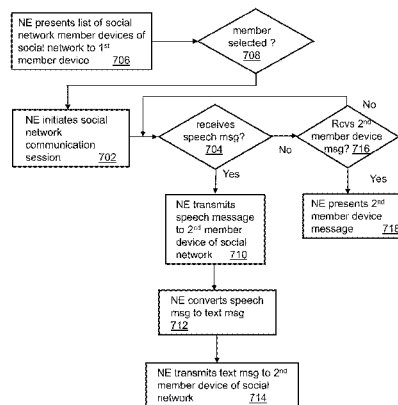 NE presents list of social
network member devices of
social network to 1st
member device
706
member
selected ?
708
NE initiates social
network
communication
session
702
receives
speech msg?
704
No
Rcvs 2nd
member device
msg? 716
No
Yes
Yes
NE transmits
speech message
to 2nd member
device of social
network 710
NE presents 2nd
member device
message
718
NE converts speech
msg to text msg
712
NE transmits text msg to 2nd
member device of social
network 714